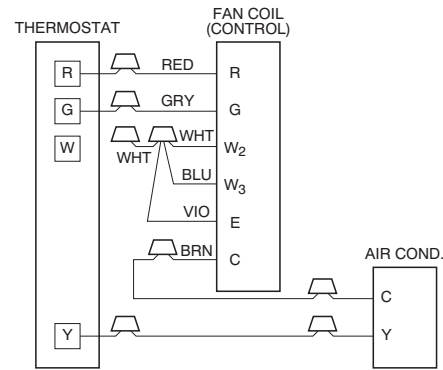 THERMOSTAT
FAN COIL
(CONTROL)
R RED R
G GRY G
W WHT WHT W2
BLU W3
VIO E
BRN C
AIR COND.
C
Y Y